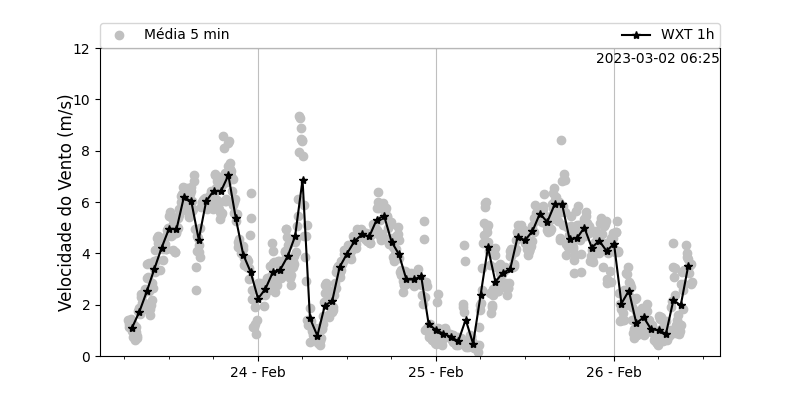 Média 5 min
WXT 1h
2023-03-02 06:25
Velocidade do Vento (m/s)
12
10
8
6
4
2
0
24 - Feb
25 - Feb
26 - Feb